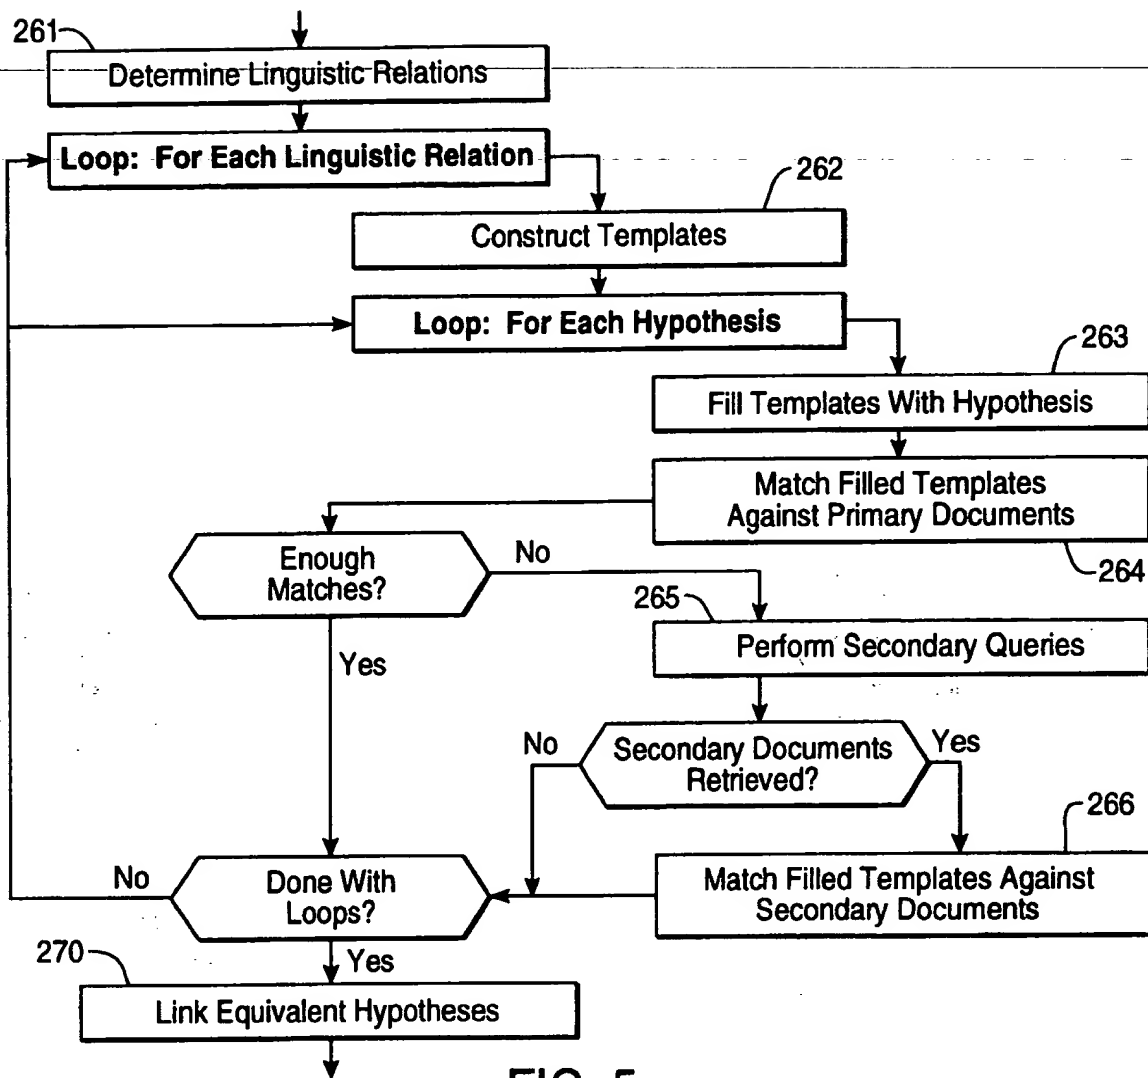 261
Determine Linguistic Relations
Loop: For Each Linguistic Relation
262
Construct Templates
Loop: For Each Hypothesis
263
Fill Templates With Hypothesis
Match Filled Templates
Against Primary Documents
264
Enough
Matches?
No
265
Perform Secondary Queries
Yes
No
Secondary Documents
Retrieved?
Yes
266
Match Filled Templates Against
Secondary Documents
No
Done With
Loops?
270
Yes
Link Equivalent Hypotheses
FIG. 5